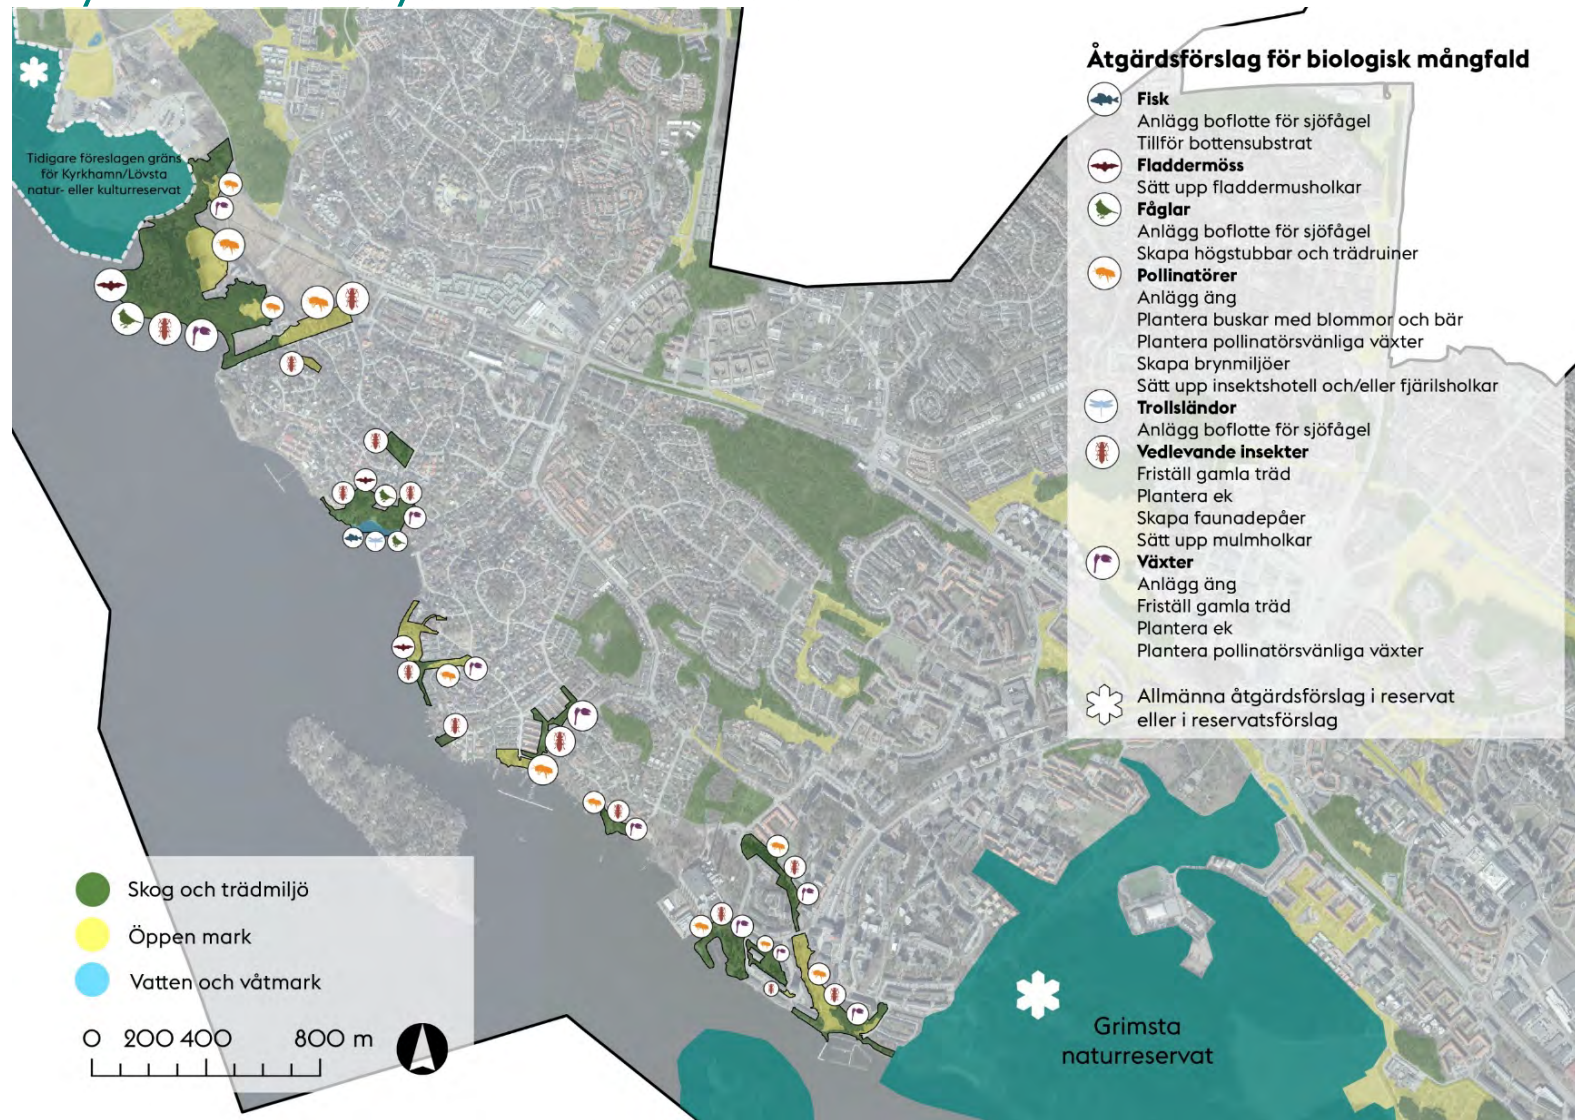 Åtgärdsförslag för biologisk mångfald
Fisk
Anlägg boflotte för sjöfågel
Tillför bottensubstrat
Fladdermöss
Sätt upp fladdermusholkar
Fåglar
Anlägg boflotte för sjöfågel
Skapa högstubbar och trädruiner
Pollinatörer
Anlägg äng
Plantera buskar med blommor och bär
Plantera pollinatörsvänliga växter
Skapa brynmiljöer
Sätt upp insektshotell och/eller fjärilsholkar
Trollsländor
Anlägg boflotte för sjöfågel
Vedlevande insekter
Friställ gamla träd
Plantera ek
Skapa faunadepåer
Sätt upp mulmholkar
Växter
Anlägg äng
Friställ gamla träd
Plantera ek
Plantera pollinatörsvänliga växter
Allmänna åtgärdsförslag i reservat
eller i reservatsförslag
Tidigare föreslagen gräns
för Kyrkhamn/Lövsta
natur- eller kulturreservat
Skog och trädmiljö
Öppen mark
Vatten och våtmark
0 200 400 800 m
Grimsta
naturreservat